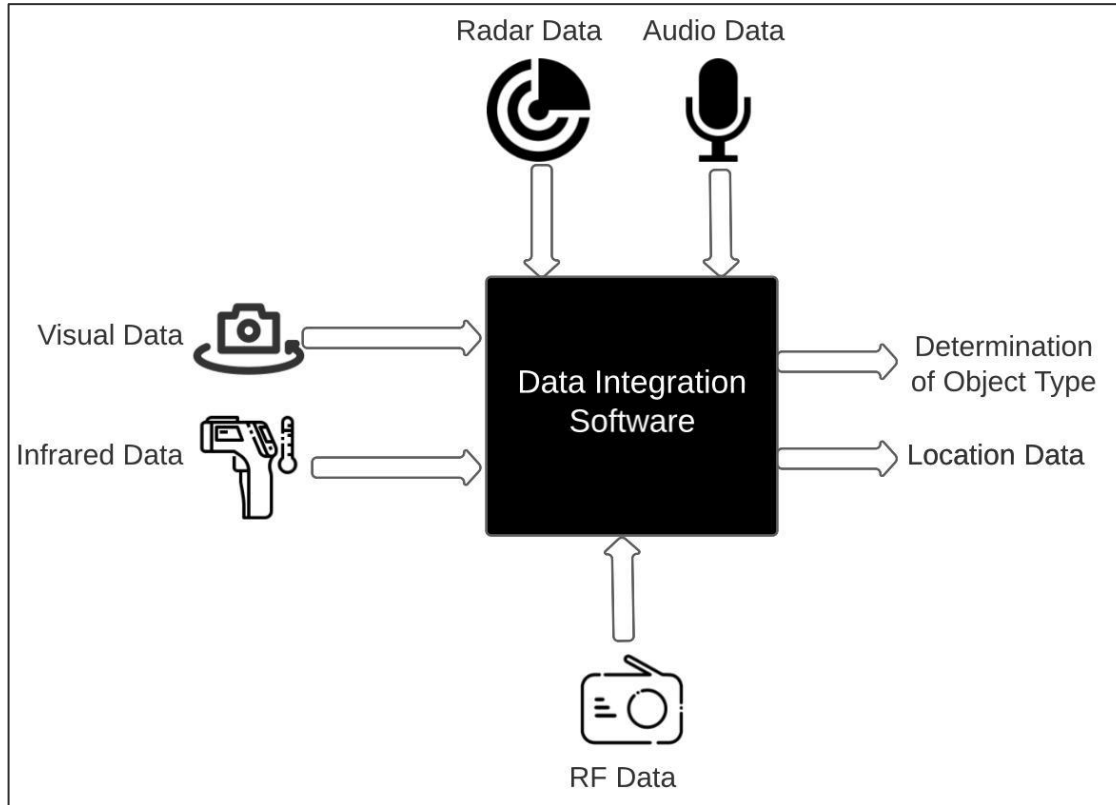 Radar Data
Audio Data
Visual Data
Infrared Data
Data Integration
Software
Determination
of Object Type
Location Data
RF Data